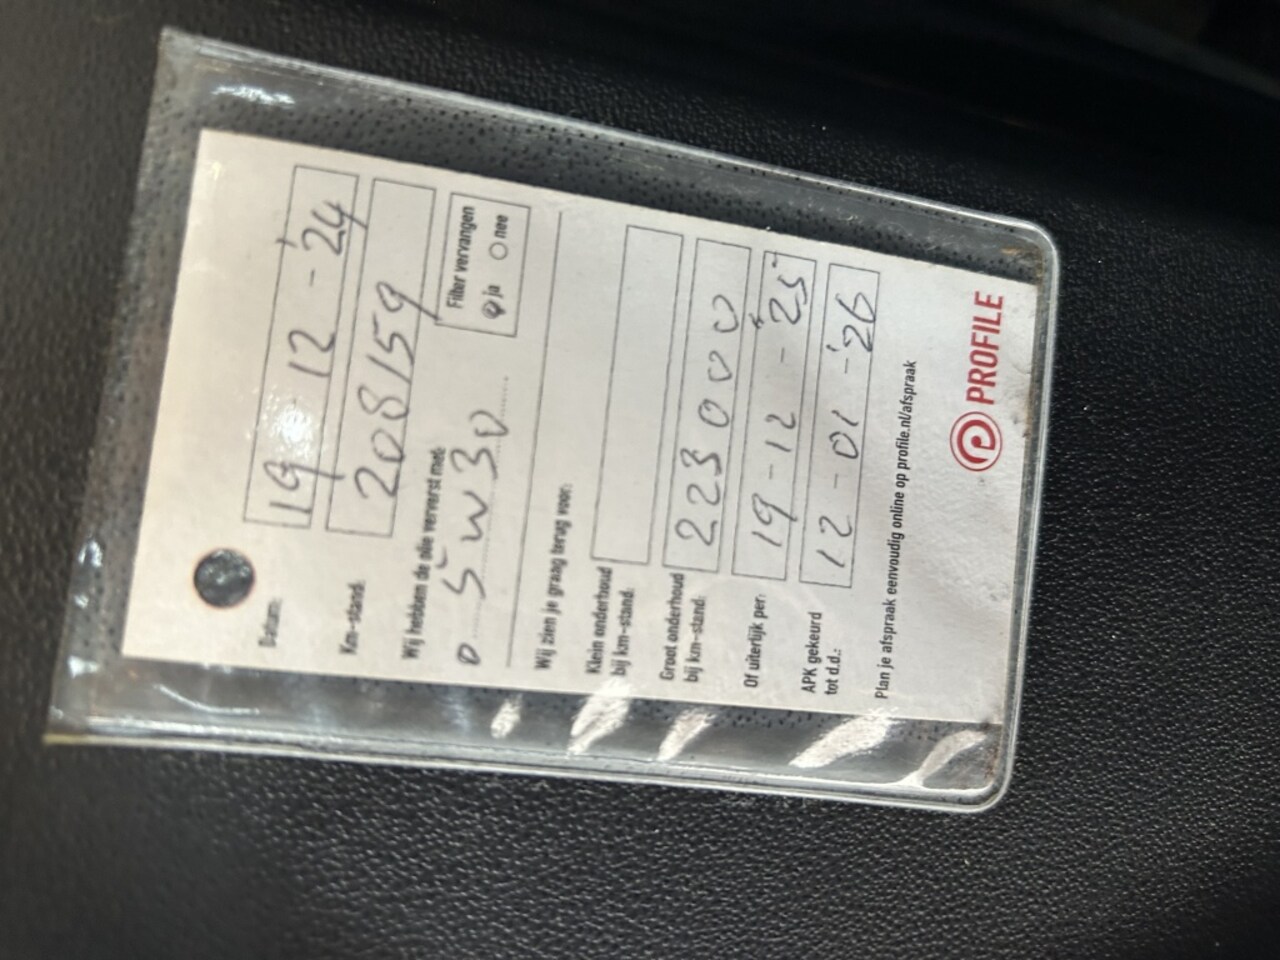 Datum: 19-12-'24
Km-stand: 208159
Wij hebben de olie ververst met:
0 5W30
Filter vervangen
ja nee
Wij zien je graag terug voor:
Klein onderhoud
bij km-stand:
Groot onderhoud
bij km-stand: 223000
Of uiterlijk per: 19-12-'25
APK gekeurd
tot d.d.: 12-01-'26
Plan je afspraak eenvoudig online op profile.nl/afspraak
PROFILE